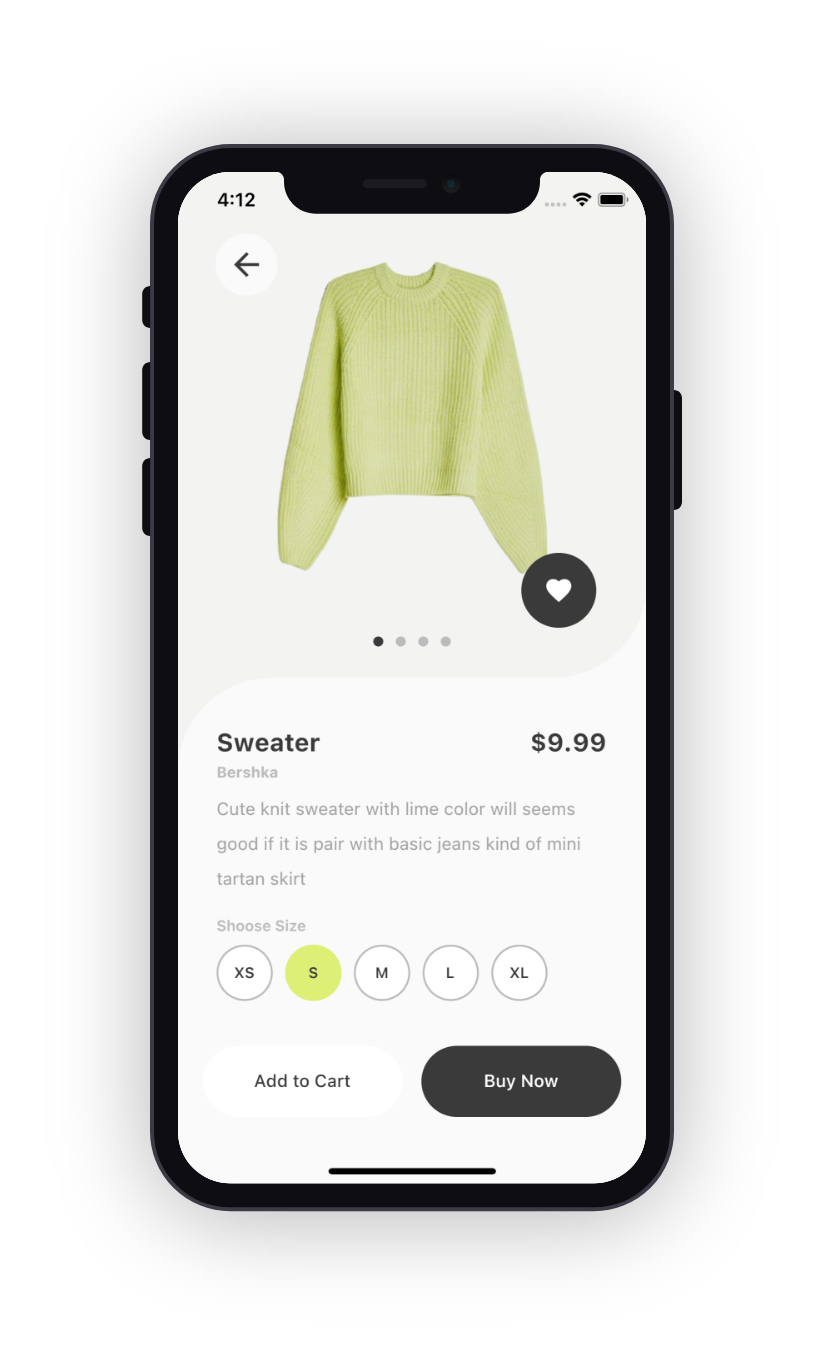 4:12
Sweater $9.99
Bershka
Cute knit sweater with lime color will seems
good if it is pair with basic jeans kind of mini
tartan skirt
Shoose Size
XS S M L XL
Add to Cart Buy Now